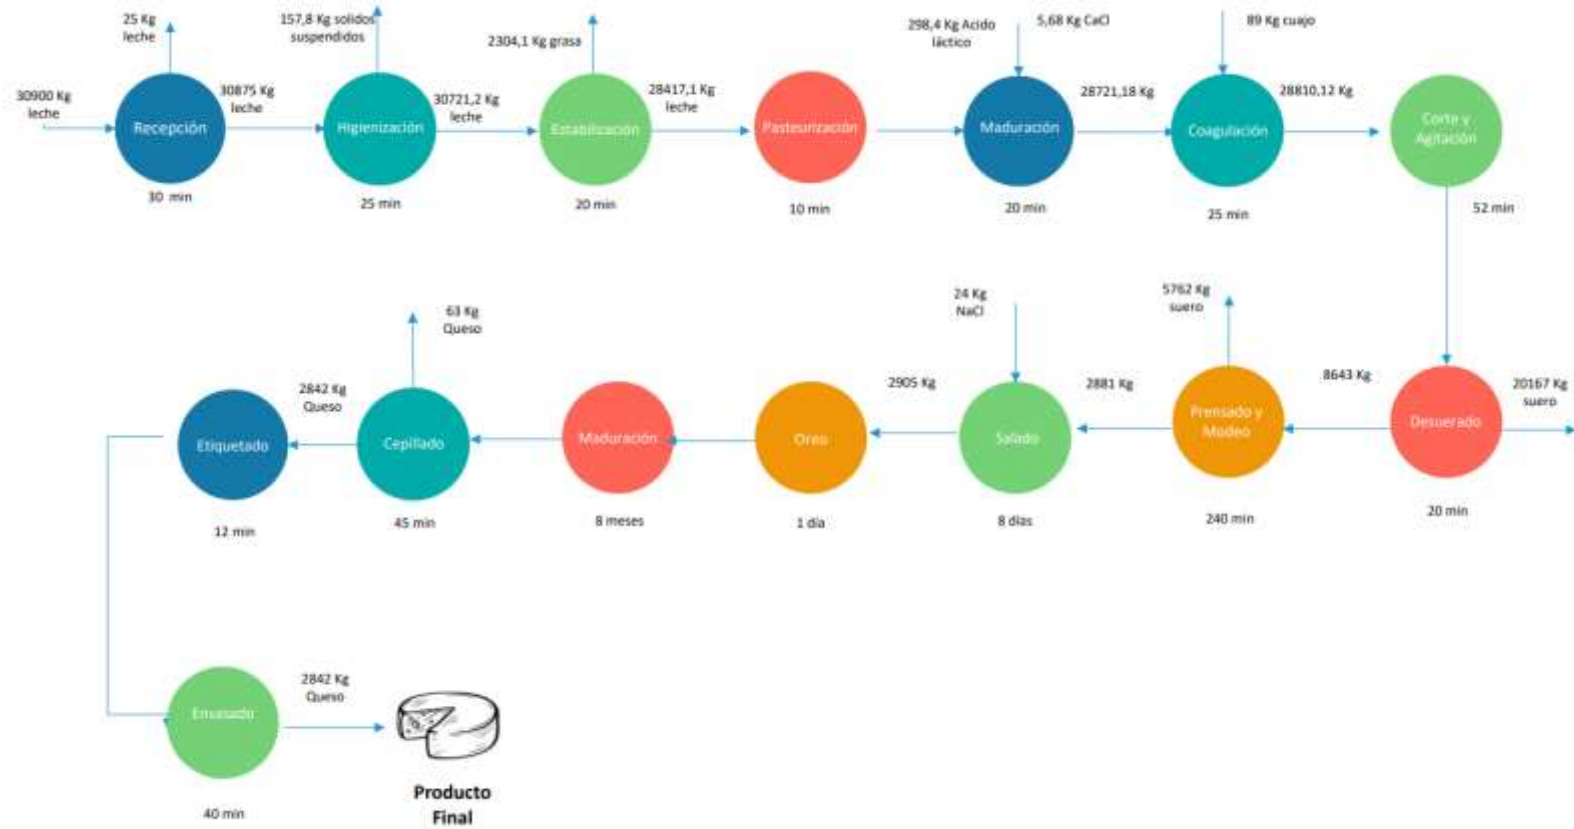 25 Kg
leche
157,8 Kg solidos
suspendidos
2304,1 Kg grasa
298,4 Kg Acido
láctico
5,68 Kg CaCl
89 Kg cuajo
30900 Kg
leche
Recepción
30875 Kg
leche
Higienización
30721,2 Kg
leche
Estabilización
28417,1 Kg
leche
Pasteurización
Maduración
28721,18 Kg
Coagulación
28810,12 Kg
Corte y
Agitación
30 min
25 min
20 min
10 min
20 min
25 min
52 min
63 Kg
Queso
24 Kg
NaCl
5762 Kg
suero
Etiquetado
2842 Kg
Queso
Cepillado
Maduración
Oreo
2905 Kg
Salado
2881 Kg
Prensado y
Modeo
8643 Kg
Desuerado
20167 Kg
suero
12 min
45 min
8 meses
1 día
8 días
240 min
20 min
Envasado
2842 Kg
Queso
40 min
Producto
Final